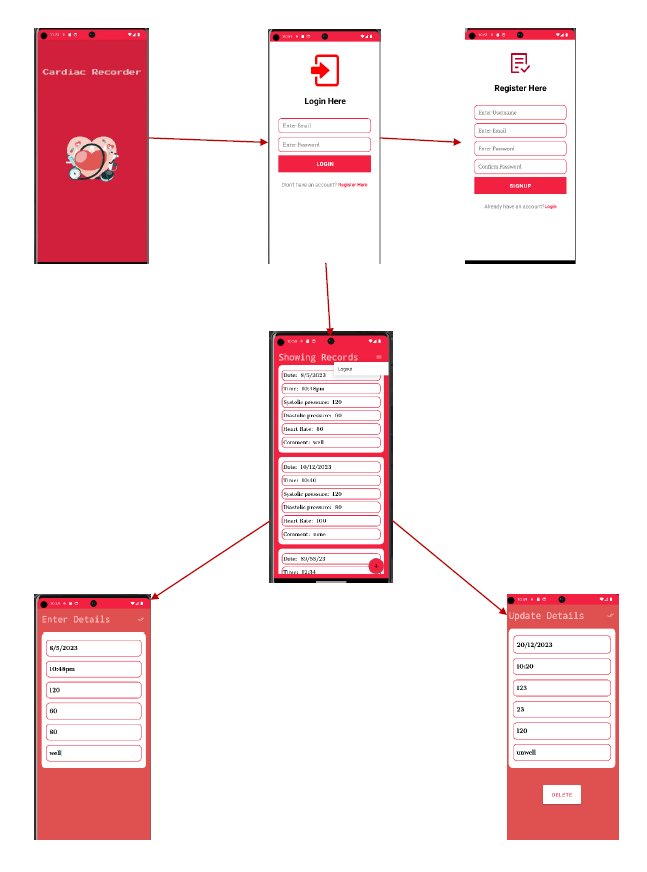 Cardiac Recorder
Login Here
Enter Email
Enter Password
LOGIN
Don't have an account? Register Here
Register Here
Enter Username
Enter Email
Enter Password
Confirm Password
SIGNUP
Already have an account? Login
Showing Records
Logout
Date: 8/5/2023
Time: 10:48pm
Systolic pressure: 120
Diastolic pressure: 60
Heart Rate: 80
Comment: well
Date: 10/12/2023
Time: 10:40
Systolic pressure: 120
Diastolic pressure: 80
Heart Rate: 100
Comment: none
Date: 89/55/23
Time: 12:34
+
Enter Details
8/5/2023
10:48pm
120
60
80
well
Update Details
20/12/2023
10:20
123
23
120
unwell
DELETE